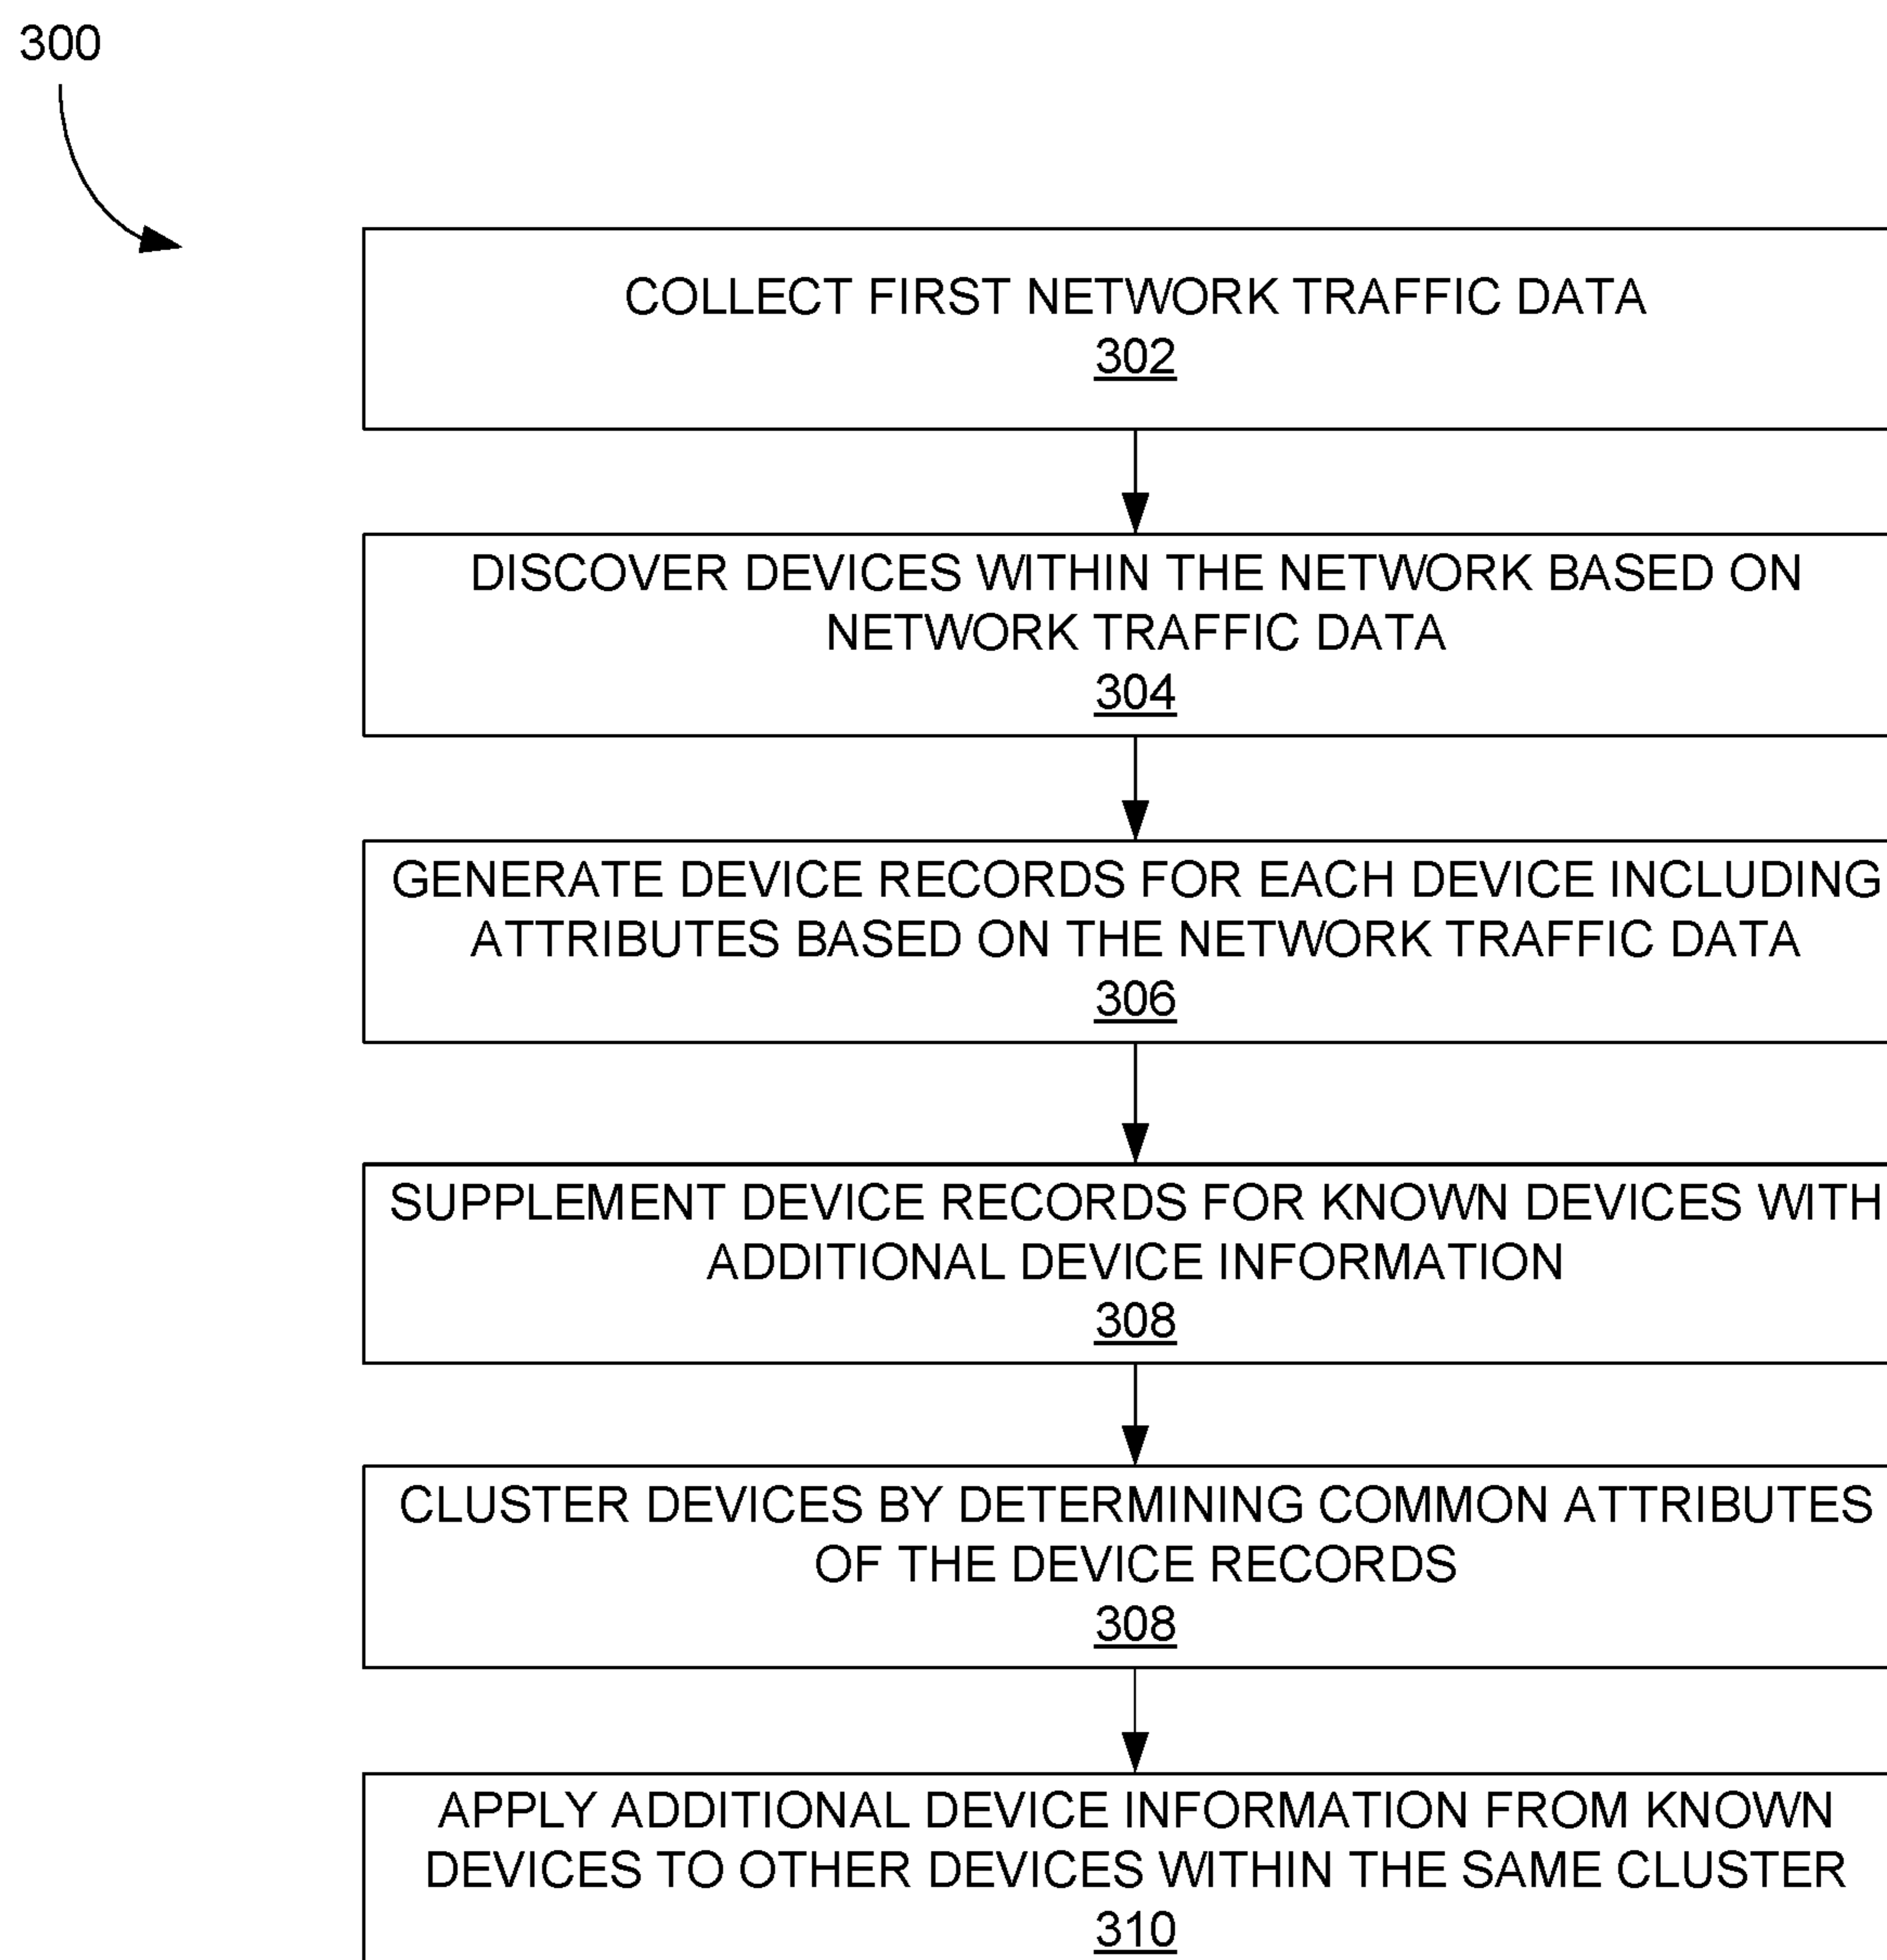 300
COLLECT FIRST NETWORK TRAFFIC DATA
302
DISCOVER DEVICES WITHIN THE NETWORK BASED ON
NETWORK TRAFFIC DATA
304
GENERATE DEVICE RECORDS FOR EACH DEVICE INCLUDING
ATTRIBUTES BASED ON THE NETWORK TRAFFIC DATA
306
SUPPLEMENT DEVICE RECORDS FOR KNOWN DEVICES WITH
ADDITIONAL DEVICE INFORMATION
308
CLUSTER DEVICES BY DETERMINING COMMON ATTRIBUTES
OF THE DEVICE RECORDS
308
APPLY ADDITIONAL DEVICE INFORMATION FROM KNOWN
DEVICES TO OTHER DEVICES WITHIN THE SAME CLUSTER
310